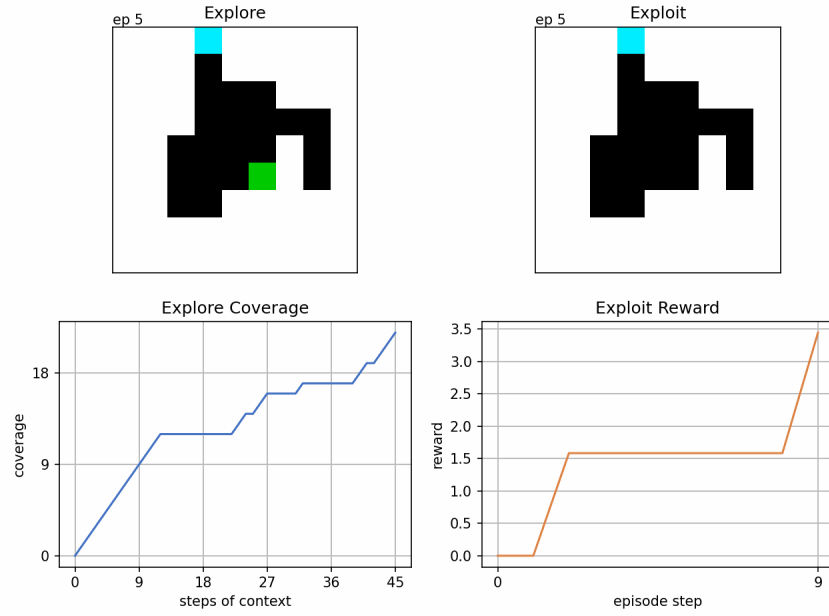 Explore
ep 5
Exploit
ep 5
Explore Coverage
coverage
18
9
0
0 9 18 27 36 45
steps of context
Exploit Reward
reward
3.5
3.0
2.5
2.0
1.5
1.0
0.5
0.0
0 9
episode step